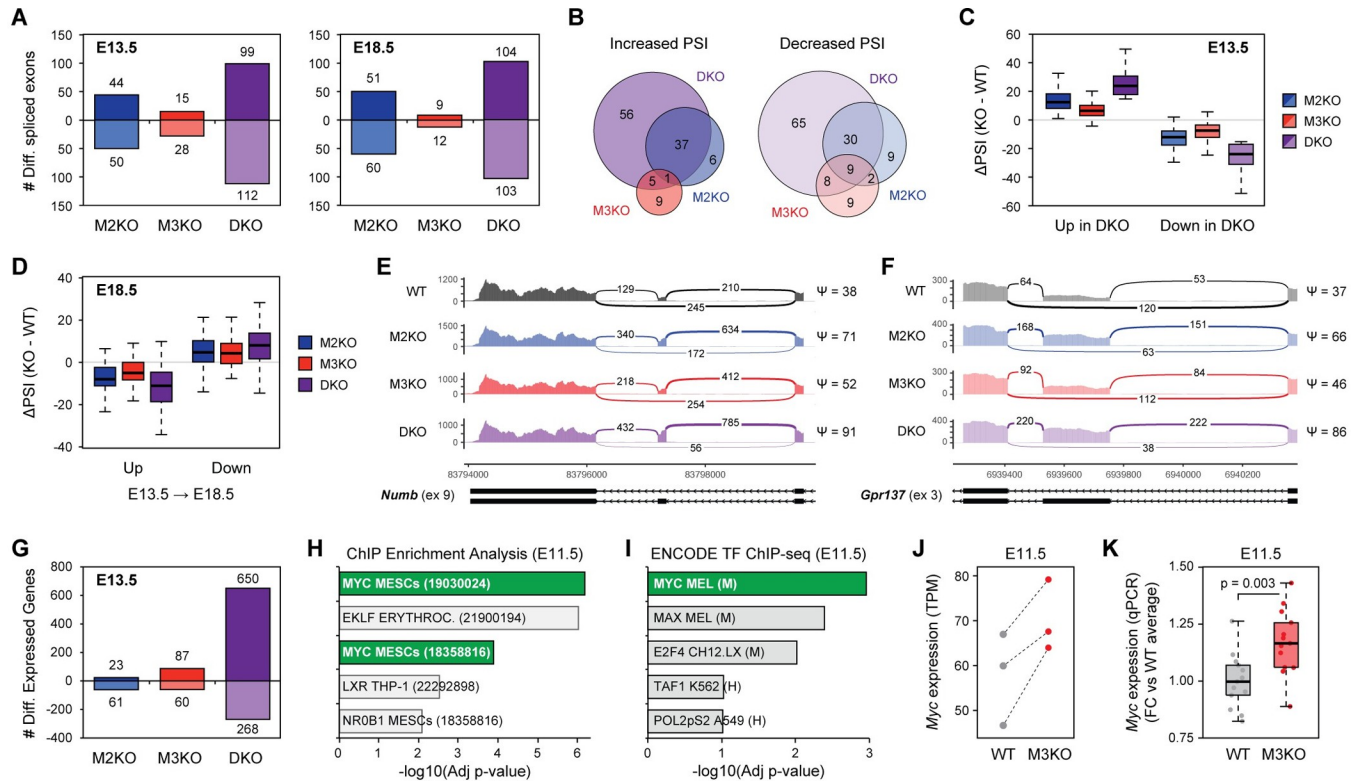 A
E13.5
# Diff. spliced exons
150
100
50
0
50
100
150
44
15
99
50
28
112
M2KO M3KO DKO
E18.5
150
100
50
0
50
100
150
51
9
104
60
12
103
M2KO M3KO DKO
B
Increased PSI
DKO
56
37
6
5
1
9
M3KO
M2KO
Decreased PSI
DKO
65
30
9
9
8
2
9
M3KO
M2KO
C
E13.5
ΔPSI (KO - WT)
60
40
20
0
-20
-40
-60
Up in DKO Down in DKO
M2KO
M3KO
DKO
D
E18.5
ΔPSI (KO - WT)
40
20
0
-20
-40
Up Down
E13.5 → E18.5
M2KO
M3KO
DKO
E
WT
1200
0
129
210
245
Ψ = 38
M2KO
1500
0
340
634
172
Ψ = 71
M3KO
1000
0
218
412
254
Ψ = 52
DKO
1000
0
432
785
56
Ψ = 91
83794000 83796000 83798000
Numb (ex 9)
F
WT
300
0
64
53
120
Ψ = 37
M2KO
400
0
168
151
63
Ψ = 66
M3KO
300
0
92
84
112
Ψ = 46
DKO
400
0
220
222
38
Ψ = 86
6939400 6939600 6939800 6940000 6940200
Gpr137 (ex 3)
G
E13.5
# Diff. Expressed Genes
800
600
400
200
0
-200
-400
23
87
650
61
60
268
M2KO M3KO DKO
H
ChIP Enrichment Analysis (E11.5)
MYC MESCs (19030024)
EKLF ERYTHROC. (21900194)
MYC MESCs (18358816)
LXR THP-1 (22292898)
NR0B1 MESCs (18358816)
0 1 2 3 4 5 6
-log10(Adj p-value)
I
ENCODE TF ChIP-seq (E11.5)
MYC MEL (M)
MAX MEL (M)
E2F4 CH12.LX (M)
TAF1 K562 (H)
POL2pS2 A549 (H)
0 1 2 3
-log10(Adj p-value)
J
E11.5
Myc expression (TPM)
80
70
60
50
WT M3KO
K
E11.5
Myc expression (qPCR)
(FC vs WT average)
1.50
1.25
1.00
0.75
p = 0.003
WT M3KO